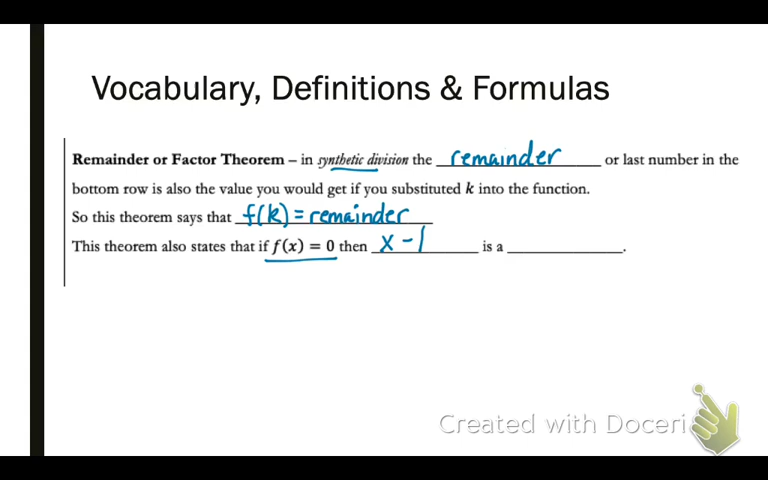 Vocabulary, Definitions & Formulas
Remainder or Factor Theorem – in synthetic division the remainder or last number in the
bottom row is also the value you would get if you substituted k into the function.
So this theorem says that f(k) = remainder
This theorem also states that if f(x) = 0 then x - l is a ____________.
Created with Doceri